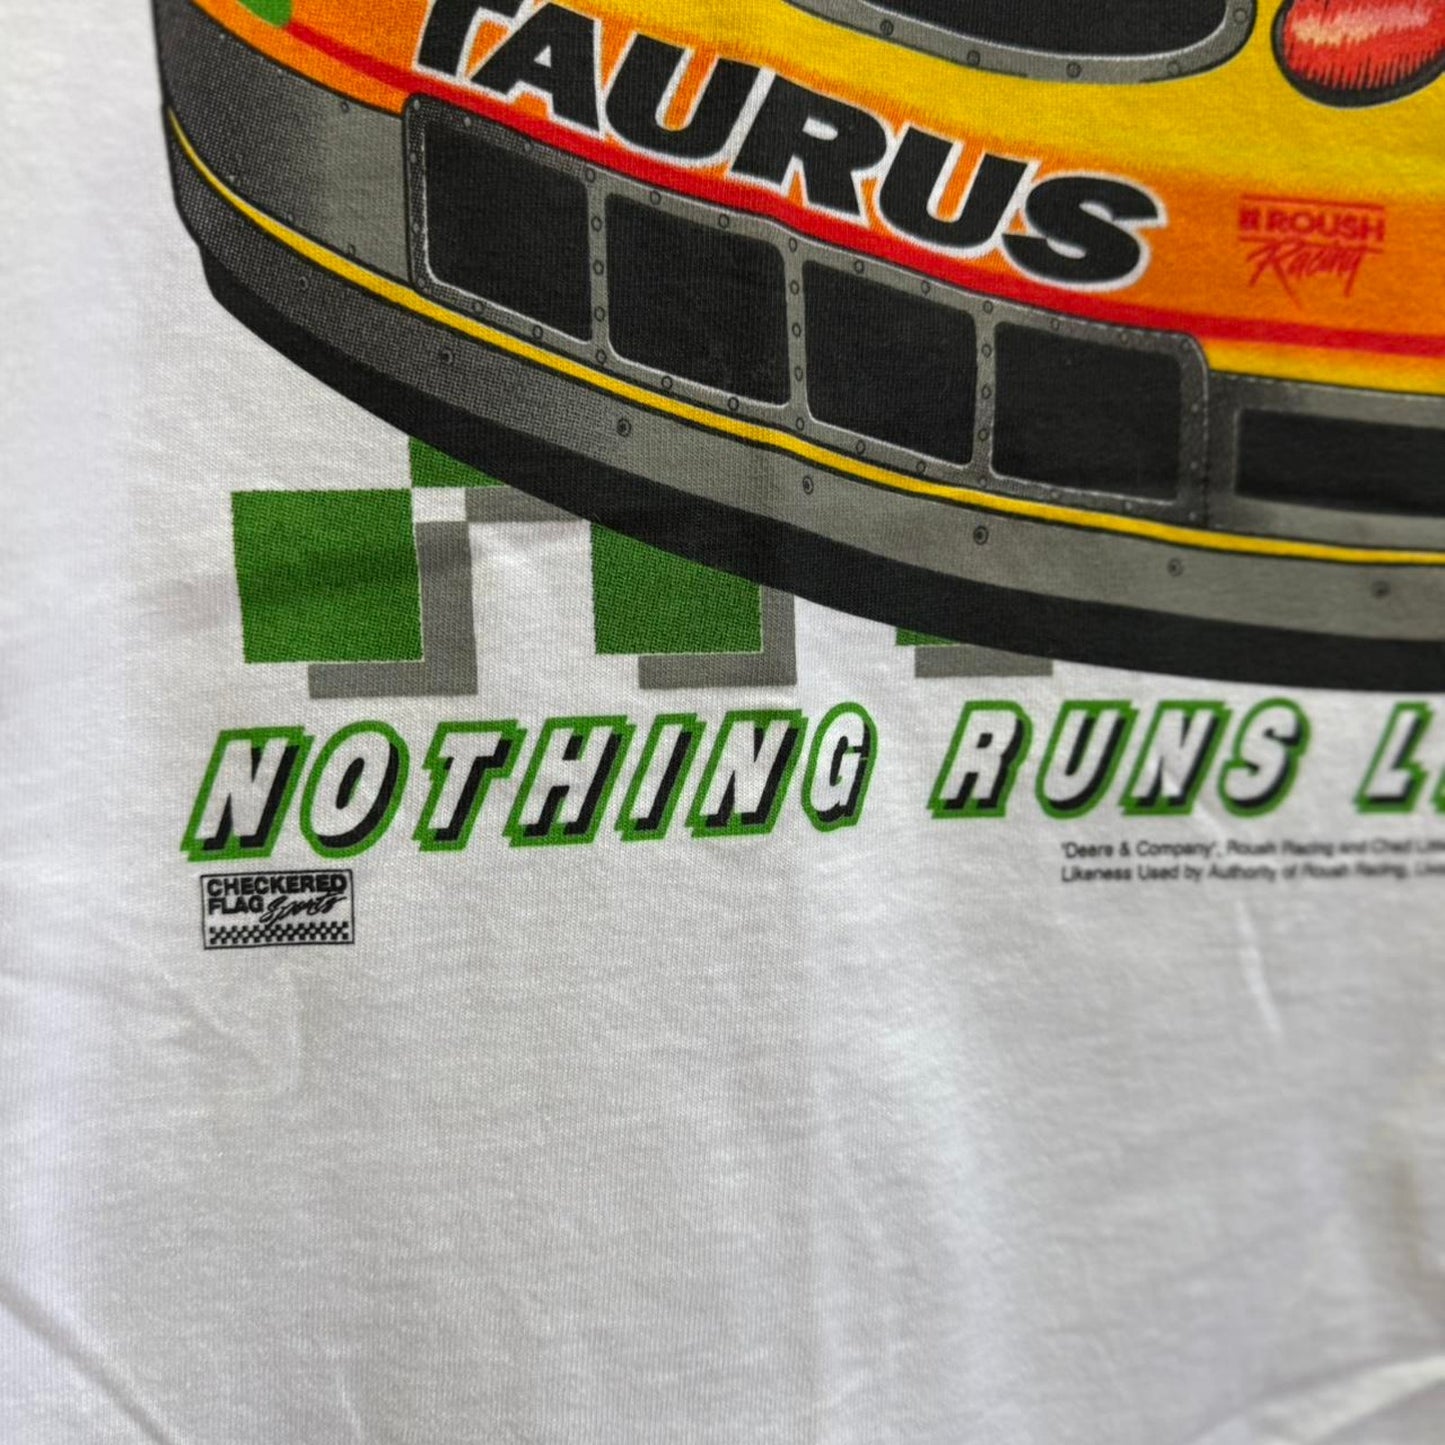 TAURUS
ROUSH
Racing
NOTHING RUNS L
'Deere & Company', Roush Racing and Chad
Likeness Used by Authority of Roush Racing,
CHECKERED
FLAG Sports